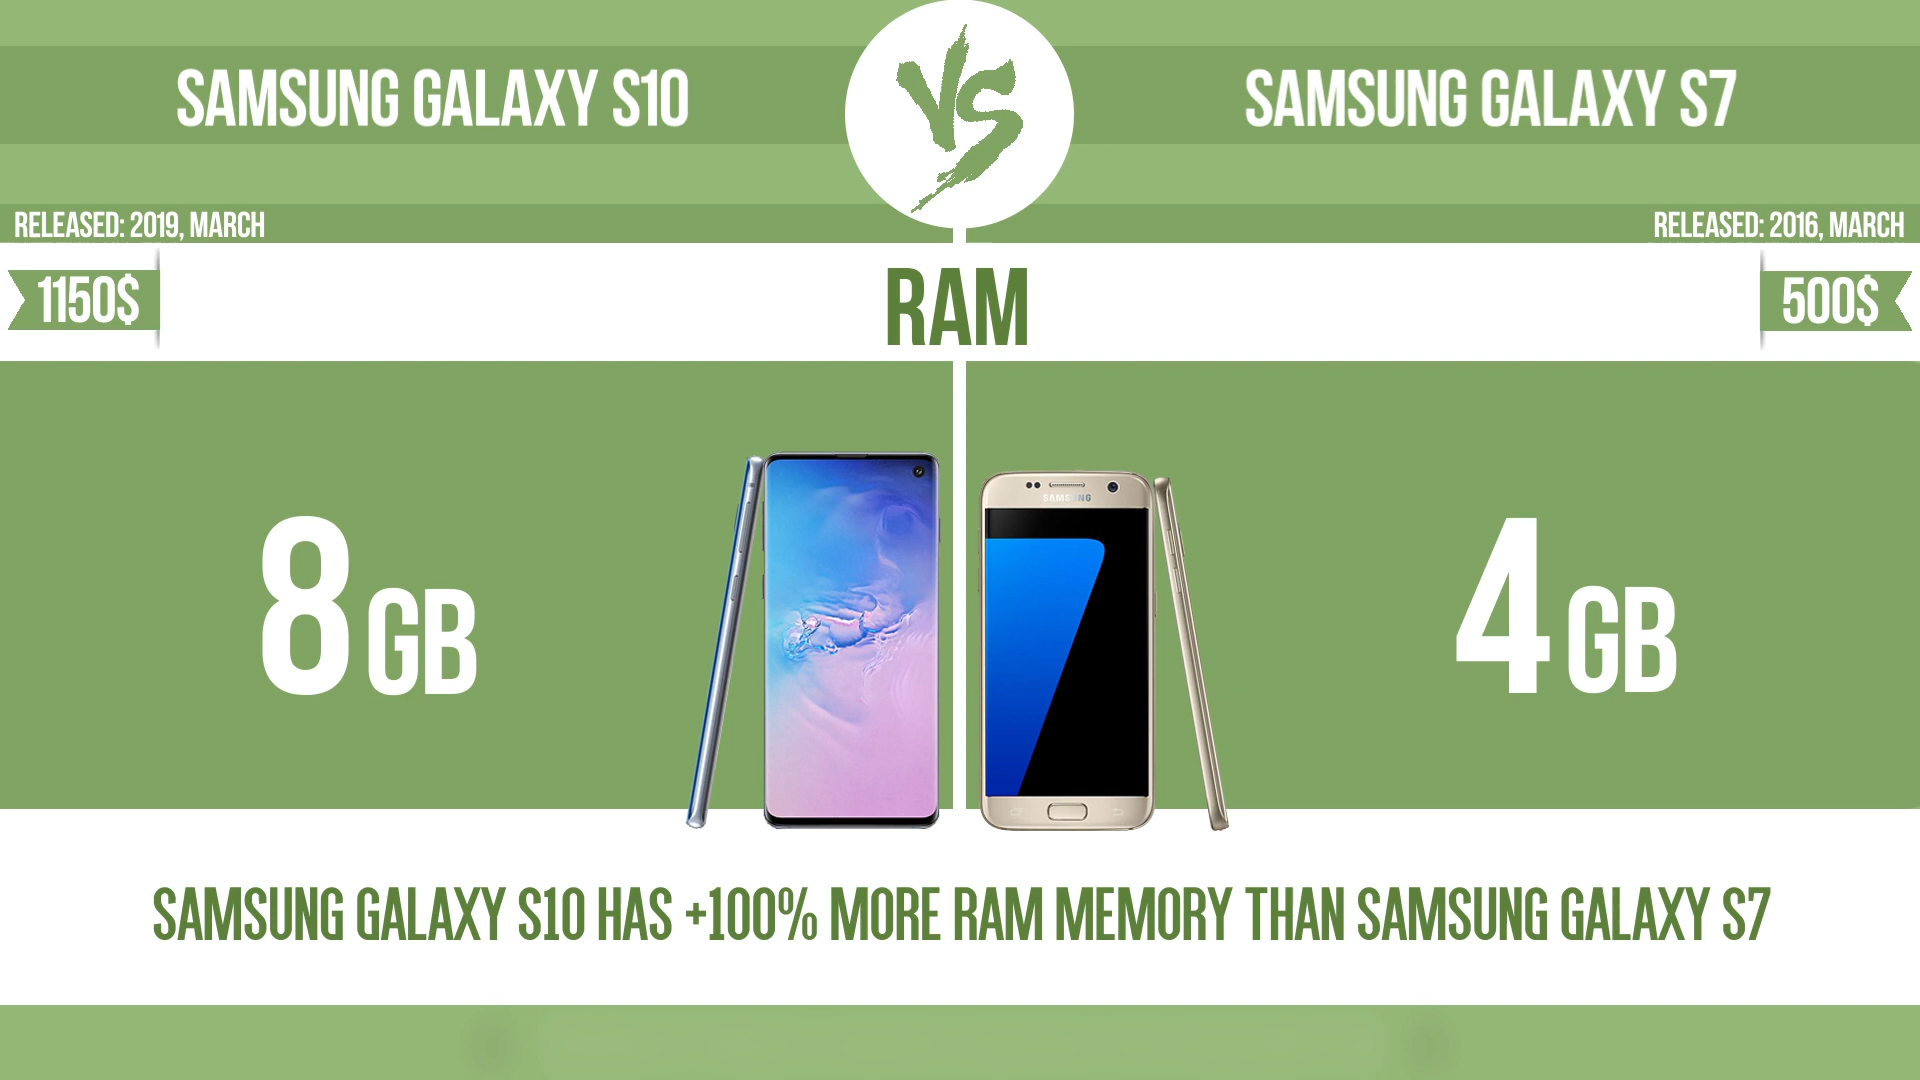 SAMSUNG GALAXY S10
VS
SAMSUNG GALAXY S7
RELEASED: 2019, MARCH
RELEASED: 2016, MARCH
1150$
RAM
500$
SAMSUNG
8 GB
4 GB
SAMSUNG GALAXY S10 HAS +100% MORE RAM MEMORY THAN SAMSUNG GALAXY S7